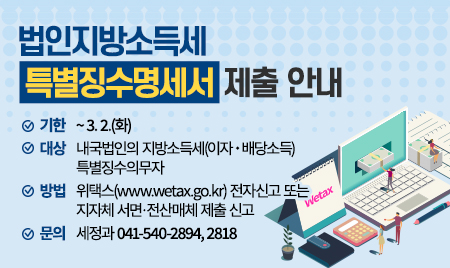 법인지방소득세
특별징수명세서 제출 안내
기한 ~ 3. 2.(화)
대상 내국법인의 지방소득세(이자·배당소득)
특별징수의무자
방법 위택스(www.wetax.go.kr) 전자신고 또는
지자체 서면·전산매체 제출 신고
문의 세정과 041-540-2894, 2818
Wetax